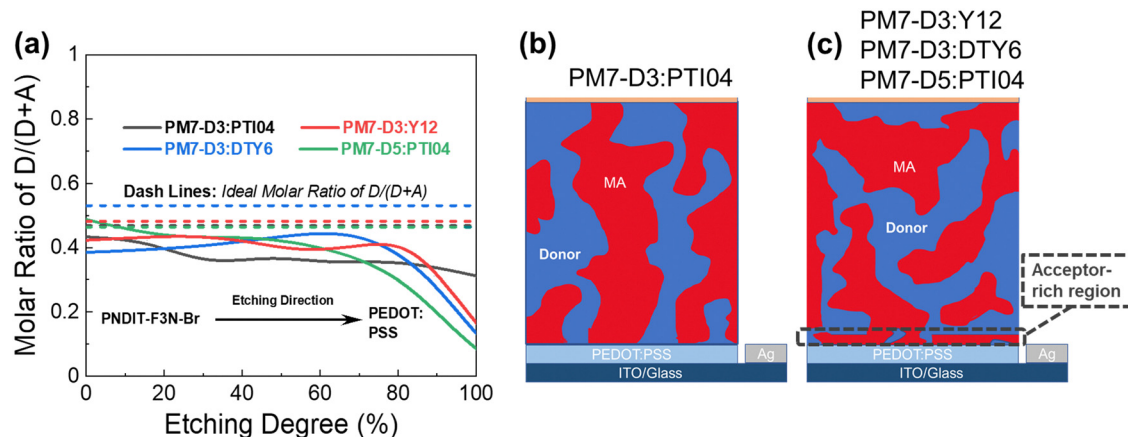 (a)
Molar Ratio of D/(D+A)
1
0.8
0.6
0.4
0.2
0
PM7-D3:PTI04
PM7-D3:Y12
PM7-D3:DTY6
PM7-D5:PTI04
Dash Lines: Ideal Molar Ratio of D/(D+A)
Etching Direction
PNDIT-F3N-Br
PEDOT:
PSS
0 20 40 60 80 100
Etching Degree (%)
(b)
PM7-D3:PTI04
MA
Donor
PEDOT:PSS
Ag
ITO/Glass
(c)
PM7-D3:Y12
PM7-D3:DTY6
PM7-D5:PTI04
MA
Donor
Acceptor-
rich region
PEDOT:PSS
Ag
ITO/Glass